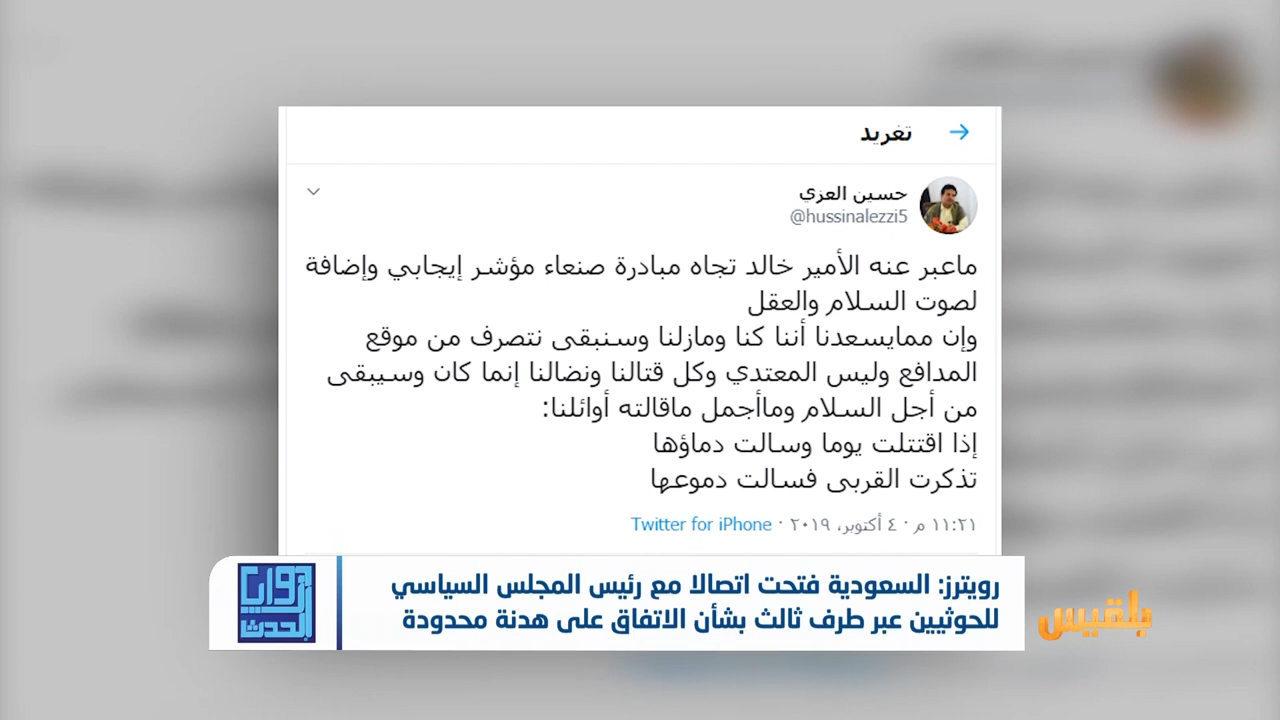 تغريد
حسين العزي
@hussinalezzi5
ماعبر عنه الأمير خالد تجاه مبادرة صنعاء مؤشر إيجابي وإضافة
لصوت السلام والعقل
وإن ممايسعدنا أننا كنا ومازلنا وسنبقى نتصرف من موقع
المدافع وليس المعتدي وكل قتالنا ونضالنا إنما كان وسيبقى
من أجل السلام وماأجمل ماقالته أوائلنا:
إذا اقتتلت يوما وسالت دماؤها
تذكرت القربى فسالت دموعها
١١:٢١ م · ٤ أكتوبر، ٢٠١٩ · Twitter for iPhone
رويترز: السعودية فتحت اتصالا مع رئيس المجلس السياسي
للحوثيين عبر طرف ثالث بشأن الاتفاق على هدنة محدودة
أبواب
الحدث
بلقيس